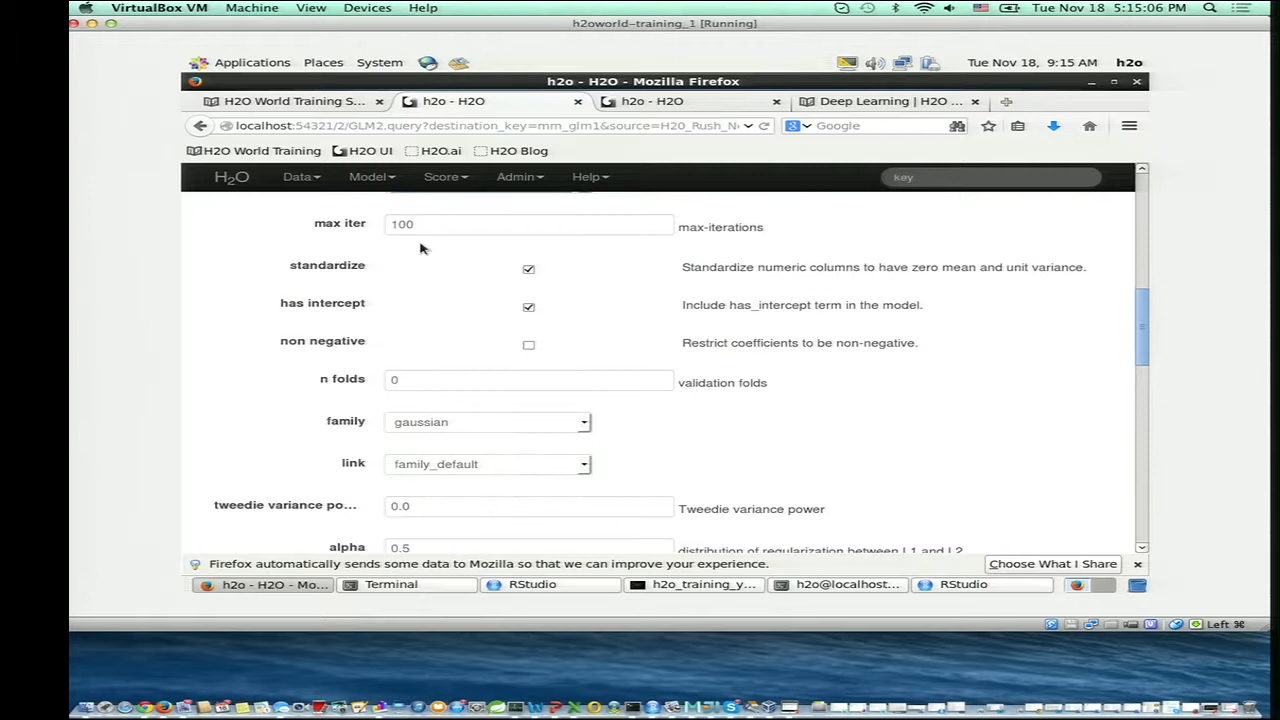 VirtualBox VM Machine View Devices Help Tue Nov 18 5:15:06 PM
h2oworld-training_1 [Running]
Applications Places System Tue Nov 18, 9:15 AM h2o
h2o - H2O - Mozilla Firefox
H2O World Training S... h2o - H2O h2o - H2O Deep Learning | H2O ...
localhost:54321/2/GLM2.query?destination_key=mm_glm1&source=H2O_Rush_N Google
H2O World Training H2O UI H2O.ai H2O Blog
H2O Data Model Score Admin Help key
max iter 100 max-iterations
standardize Standardize numeric columns to have zero mean and unit variance.
has intercept Include has_intercept term in the model.
non negative Restrict coefficients to be non-negative.
n folds 0 validation folds
family gaussian
link family_default
tweedie variance po... 0.0 Tweedie variance power
alpha 0.5 distribution of regularization between L1 and L2
Firefox automatically sends some data to Mozilla so that we can improve your experience. Choose What I Share
h2o - H2O - Mo... Terminal RStudio h2o_training_y... h2o@localhost... RStudio
Left ⌘